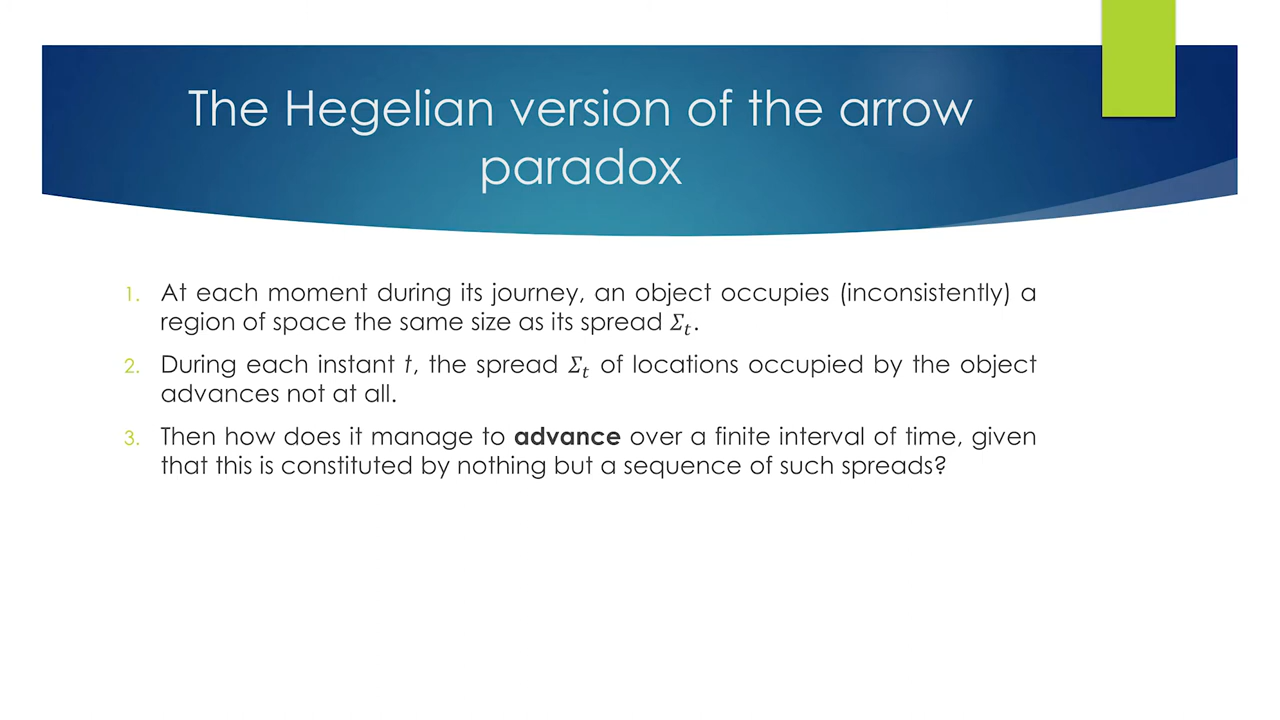 The Hegelian version of the arrow
paradox
1. At each moment during its journey, an object occupies (inconsistently) a
region of space the same size as its spread Σₜ.
2. During each instant t, the spread Σₜ of locations occupied by the object
advances not at all.
3. Then how does it manage to advance over a finite interval of time, given
that this is constituted by nothing but a sequence of such spreads?